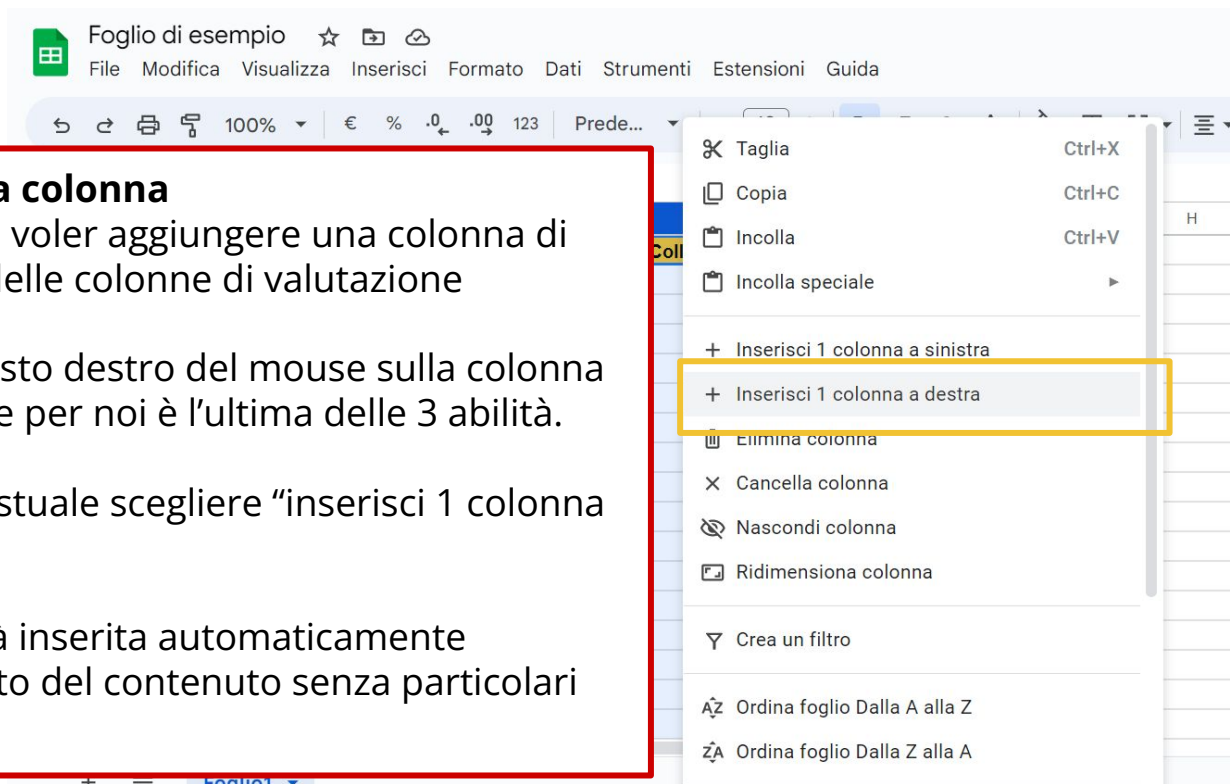 Foglio di esempio
File Modifica Visualizza Inserisci Formato Dati Strumenti Estensioni Guida
100% € % .0 .00 123 Prede...
a colonna
voler aggiungere una colonna di
delle colonne di valutazione
sto destro del mouse sulla colonna
e per noi è l’ultima delle 3 abilità.
stuale scegliere “inserisci 1 colonna
à inserita automaticamente
to del contenuto senza particolari
Coll
H
Taglia Ctrl+X
Copia Ctrl+C
Incolla Ctrl+V
Incolla speciale
Inserisci 1 colonna a sinistra
Inserisci 1 colonna a destra
Elimina colonna
Cancella colonna
Nascondi colonna
Ridimensiona colonna
Crea un filtro
Ordina foglio Dalla A alla Z
Ordina foglio Dalla Z alla A
Foglio1